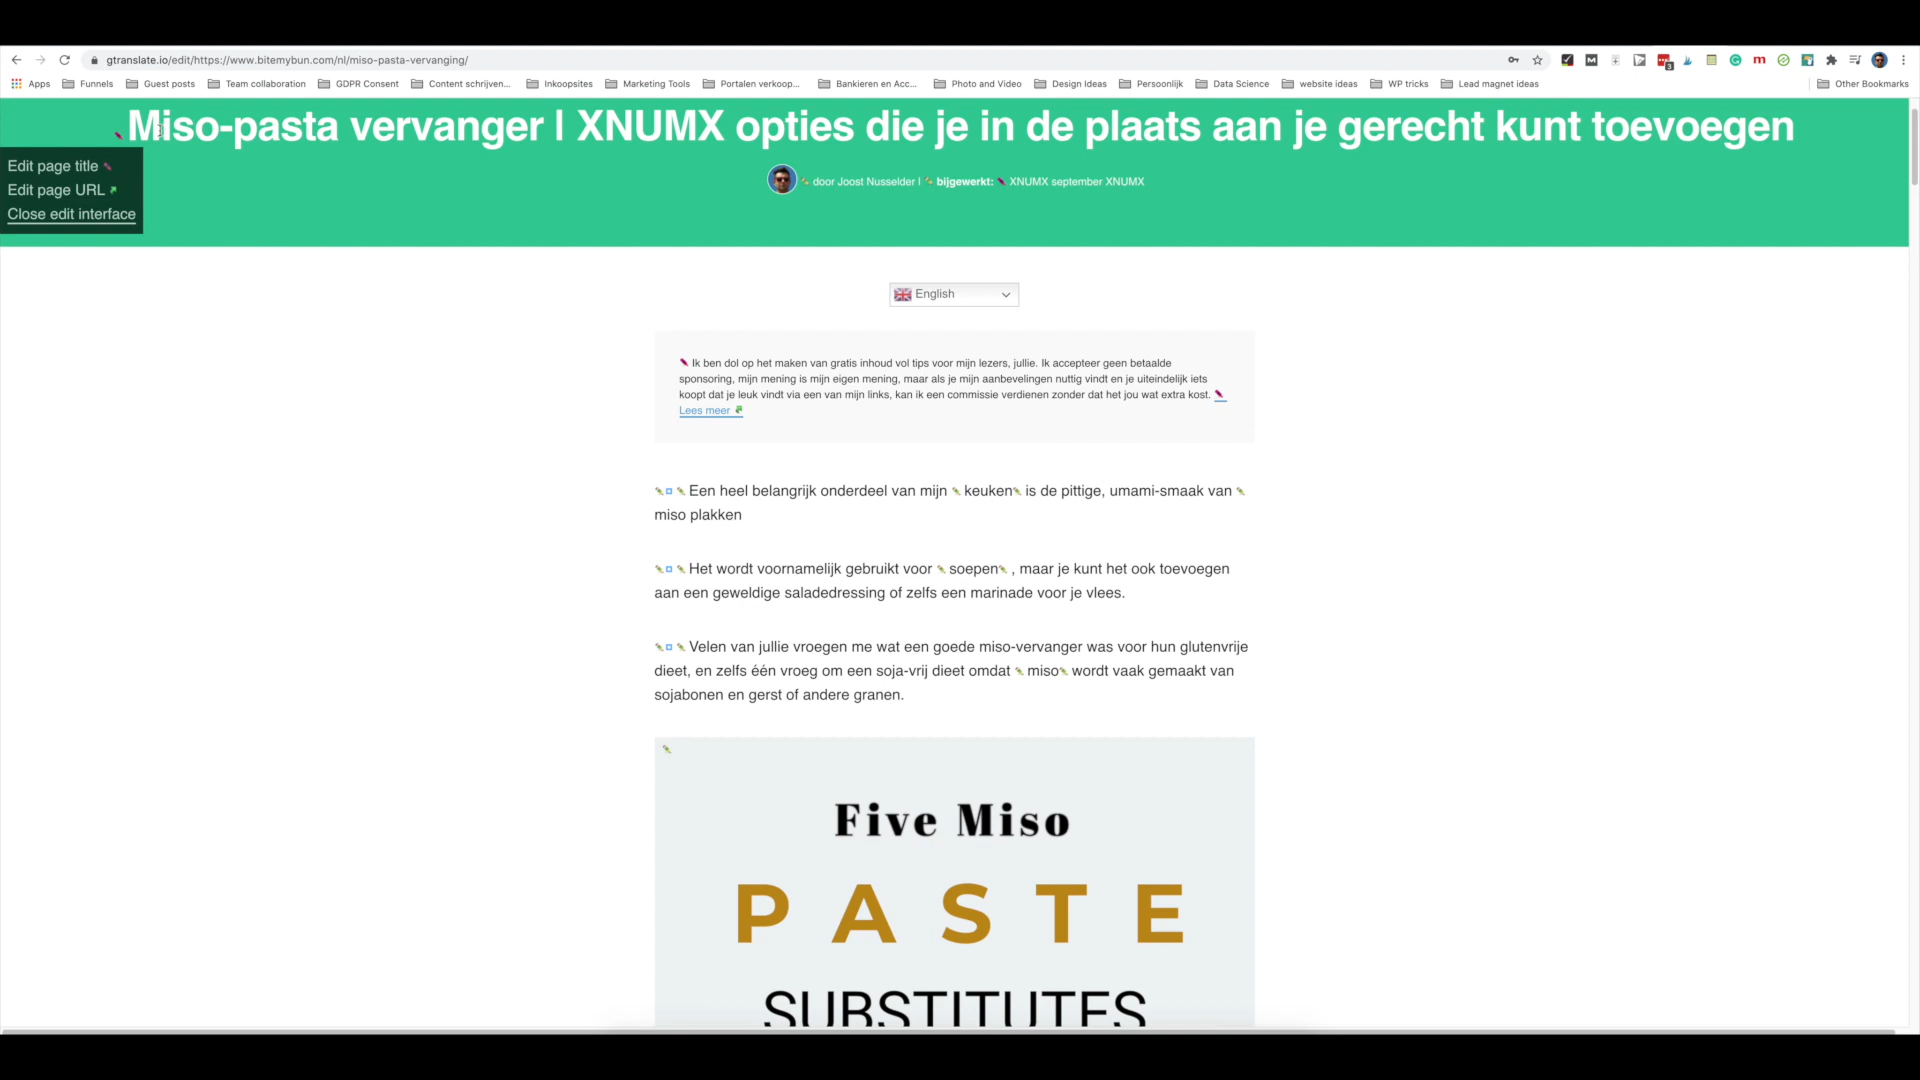 gtranslate.io/edit/https://www.bitemybun.com/nl/miso-pasta-vervanging/
Apps Funnels Guest posts Team collaboration GDPR Consent Content schrijven... Inkoopsites Marketing Tools Portalen verkoop... Bankieren en Acc... Photo and Video Design Ideas Persoonlijk Data Science website ideas WP tricks Lead magnet ideas Other Bookmarks
Miso-pasta vervanger | XNUMX opties die je in de plaats aan je gerecht kunt toevoegen
Edit page title
Edit page URL
Close edit interface
door Joost Nusselder | bijgewerkt: XNUMX september XNUMX
English
Ik ben dol op het maken van gratis inhoud vol tips voor mijn lezers, jullie. Ik accepteer geen betaalde
sponsoring, mijn mening is mijn eigen mening, maar als je mijn aanbevelingen nuttig vindt en je uiteindelijk iets
koopt dat je leuk vindt via een van mijn links, kan ik een commissie verdienen zonder dat het jou wat extra kost.
Lees meer
Een heel belangrijk onderdeel van mijn keuken is de pittige, umami-smaak van
miso plakken
Het wordt voornamelijk gebruikt voor soepen , maar je kunt het ook toevoegen
aan een geweldige saladedressing of zelfs een marinade voor je vlees.
Velen van jullie vroegen me wat een goede miso-vervanger was voor hun glutenvrije
dieet, en zelfs één vroeg om een soja-vrij dieet omdat miso wordt vaak gemaakt van
sojabonen en gerst of andere granen.
Five Miso
PASTE
SUBSTITUTES